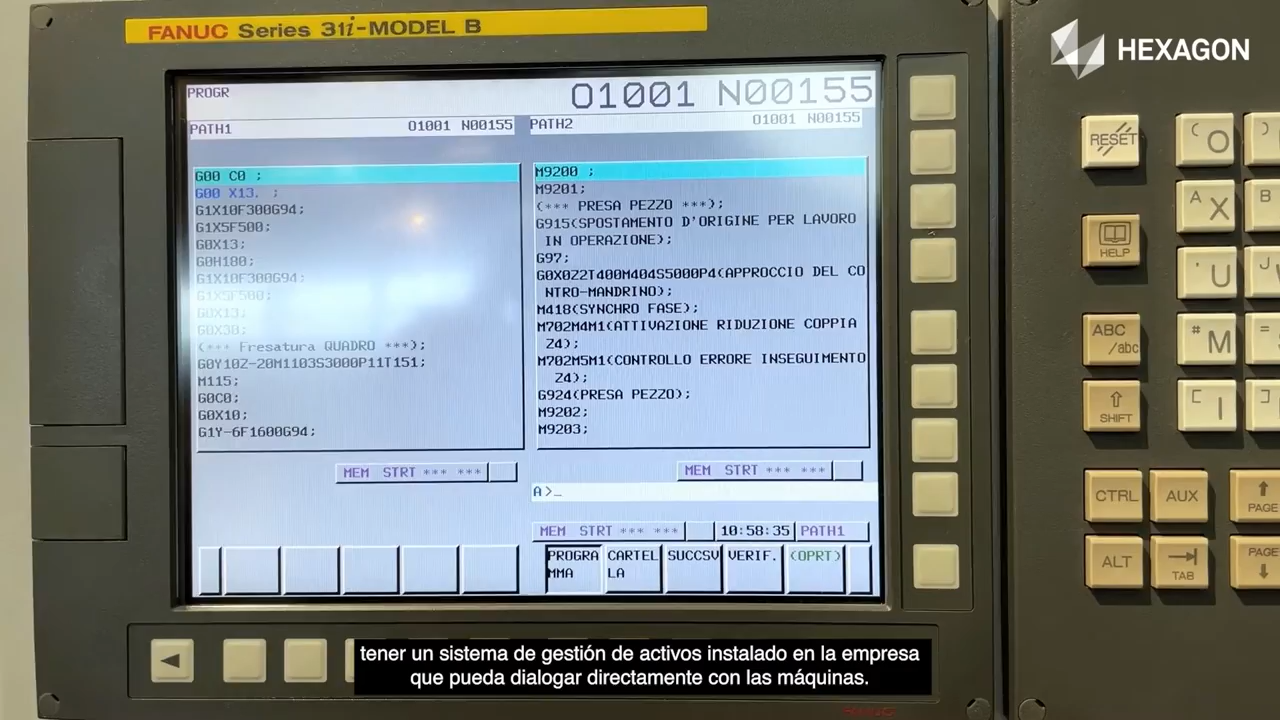 FANUC Series 31i-MODEL B
HEXAGON
PROGR
O1001 N00155
PATH1 O1001 N00155
G00 C0 ;
G00 X13. ;
G1X10F300G94;
G1X5F500;
G0X13;
G0H180;
G1X10F300G94;
G1X5F500;
G0X13;
G0X30;
(*** Fresatura QUADRO ***);
G0Y10Z-20M1103S3000P11T151;
M115;
G0C0;
G0X10;
G1Y-6F1600G94;
MEM STRT *** ***
PATH2 O1001 N00155
M9200 ;
M9201;
(*** PRESA PEZZO ***);
G915(SPOSTAMENTO D'ORIGINE PER LAVORO
IN OPERAZIONE);
G97;
G0X0Z2T400M404S5000P4(APPROCCIO DEL CO
NTRO-MANDRINO);
M418(SYNCHRO FASE);
M702M4M1(ATTIVAZIONE RIDUZIONE COPPIA
Z4);
M702M5M1(CONTROLLO ERRORE INSEGUIMENTO
Z4);
G924(PRESA PEZZO);
M9202;
M9203;
MEM STRT *** ***
A>_
MEM STRT *** *** 10:58:35 PATH1
PROGRA
MMA
CARTEL
LA
SUCCSV
VERIF.
(OPRT)
RESET
( O
)
HELP
A X
B
' U
J
ABC
/abc
# M
=
SHIFT
[ I
]
CTRL
AUX
PAGE
ALT
TAB
PAGE
tener un sistema de gestión de activos instalado en la empresa
que pueda dialogar directamente con las máquinas.